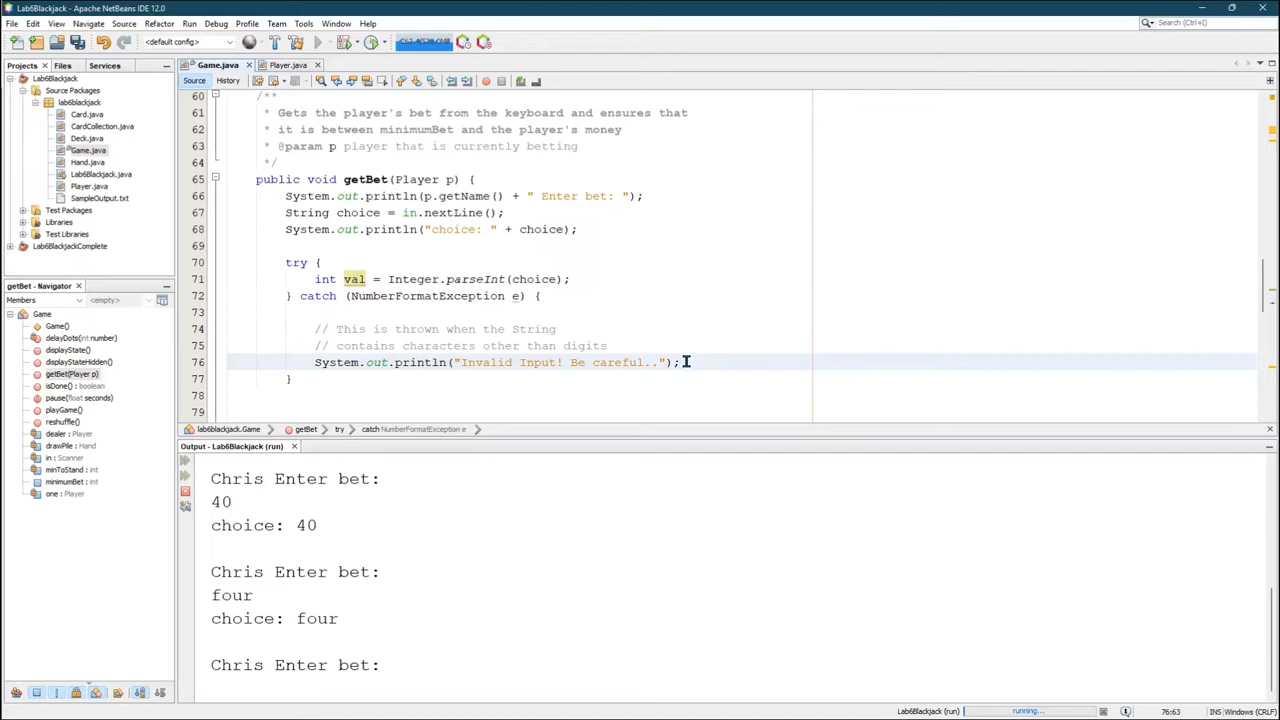 Lab6Blackjack - Apache NetBeans IDE 12.0
File Edit View Navigate Source Refactor Run Debug Profile Team Tools Window Help
Search (Ctrl+I)
<default config>
Projects Files Services
Lab6Blackjack
Source Packages
lab6blackjack
Card.java
CardCollection.java
Deck.java
Game.java
Hand.java
Lab6Blackjack.java
Player.java
SampleOutput.txt
Test Packages
Libraries
Test Libraries
Lab6BlackjackComplete
getBet - Navigator
Members <empty>
Game
Game()
delayDots(int number)
displayState()
displayStateHidden()
getBet(Player p)
isDone() : boolean
pause(float seconds)
playGame()
reshuffle()
dealer : Player
drawPile : Hand
in : Scanner
minToStand : int
minimumBet : int
one : Player
Game.java Player.java
Source History
60 /**
61 * Gets the player's bet from the keyboard and ensures that
62 * it is between minimumBet and the player's money
63 * @param p player that is currently betting
64 */
65 public void getBet(Player p) {
66 System.out.println(p.getName() + " Enter bet: ");
67 String choice = in.nextLine();
68 System.out.println("choice: " + choice);
69
70 try {
71 int val = Integer.parseInt(choice);
72 } catch (NumberFormatException e) {
73
74 // This is thrown when the String
75 // contains characters other than digits
76 System.out.println("Invalid Input! Be careful..");
77 }
78
79
lab6blackjack.Game getBet try catch NumberFormatException e
Output - Lab6Blackjack (run)
Chris Enter bet:
40
choice: 40
Chris Enter bet:
four
choice: four
Chris Enter bet:
Lab6Blackjack (run) running... 76:63 INS Windows (CRLF)